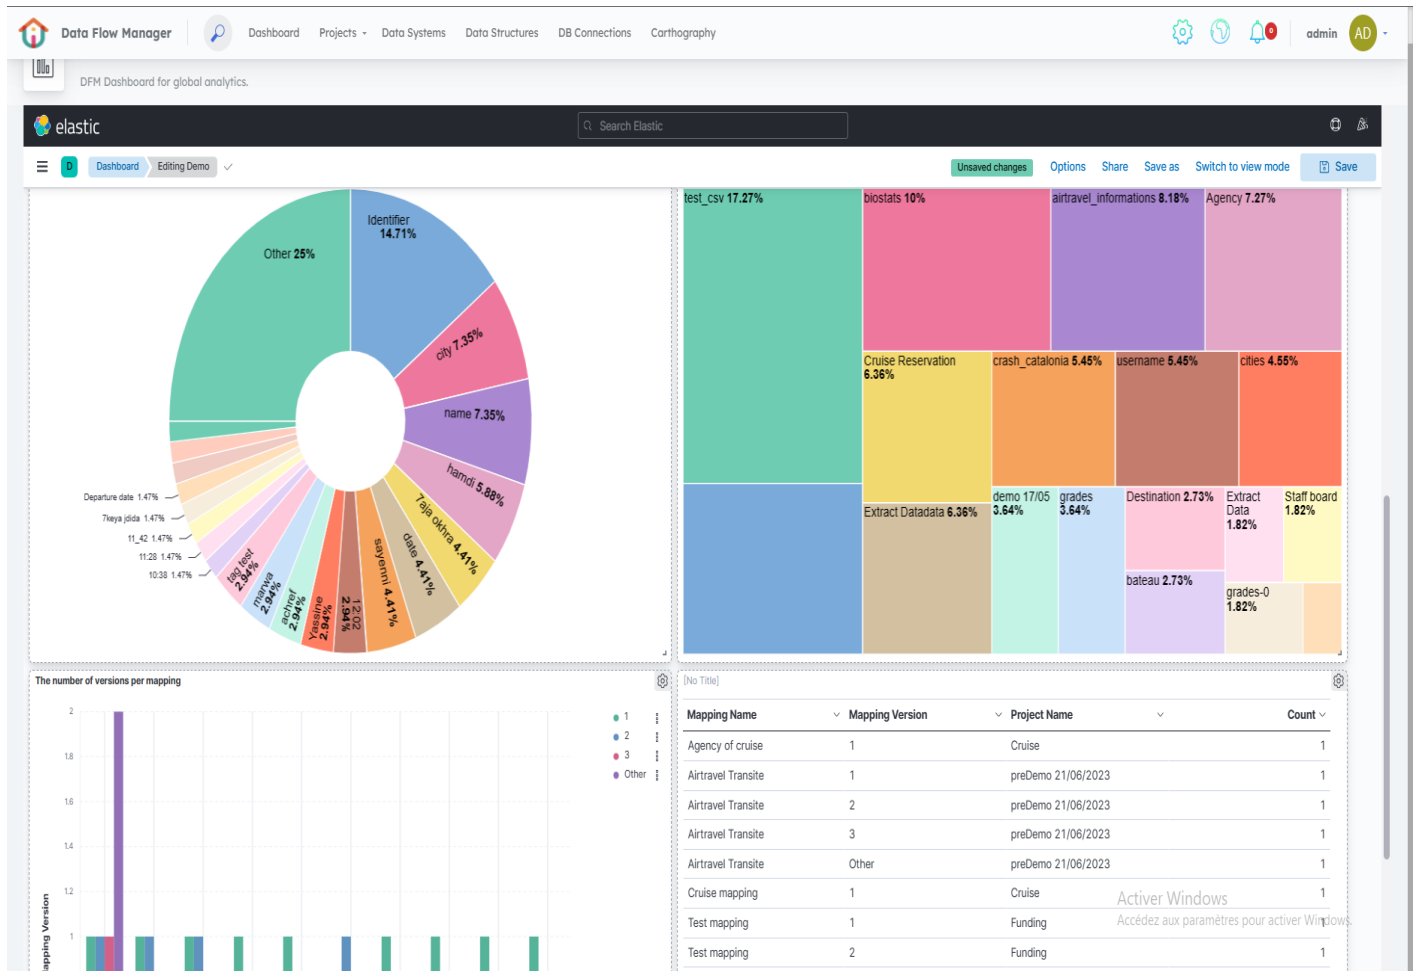 Data Flow Manager
Dashboard
Projects
Data Systems
Data Structures
DB Connections
Carthography
0
admin
AD
DFM Dashboard for global analytics.
elastic
Search Elastic
D
Dashboard
Editing Demo
Unsaved changes
Options
Share
Save as
Switch to view mode
Save
Other 25%
Identifier
14.71%
city 7.35%
name 7.35%
hamdi 5.88%
7aja okhra 4.41%
date 4.41%
sayenni 4.41%
12:02
2.94%
Yassine
2.94%
achref
2.94%
marwa
2.94%
tag test
2.94%
Departure date 1.47%
7keya jdida 1.47%
11_42 1.47%
11:28 1.47%
10:38 1.47%
test_csv 17.27%
biostats 10%
airtravel_informations 8.18%
Agency 7.27%
Cruise Reservation
6.36%
crash_catalonia 5.45%
username 5.45%
cities 4.55%
Extract Datadata 6.36%
demo 17/05
3.64%
grades
3.64%
Destination 2.73%
Extract
Data
1.82%
Staff board
1.82%
bateau 2.73%
grades-0
1.82%
The number of versions per mapping
2
1.8
1.6
1.4
1.2
1
Mapping Version
1
2
3
Other
[No Title]
Mapping Name Mapping Version Project Name Count
Agency of cruise 1 Cruise 1
Airtravel Transite 1 preDemo 21/06/2023 1
Airtravel Transite 2 preDemo 21/06/2023 1
Airtravel Transite 3 preDemo 21/06/2023 1
Airtravel Transite Other preDemo 21/06/2023 1
Cruise mapping 1 Cruise 1
Test mapping 1 Funding 1
Test mapping 2 Funding 1
Activer Windows
Accédez aux paramètres pour activer Windows.